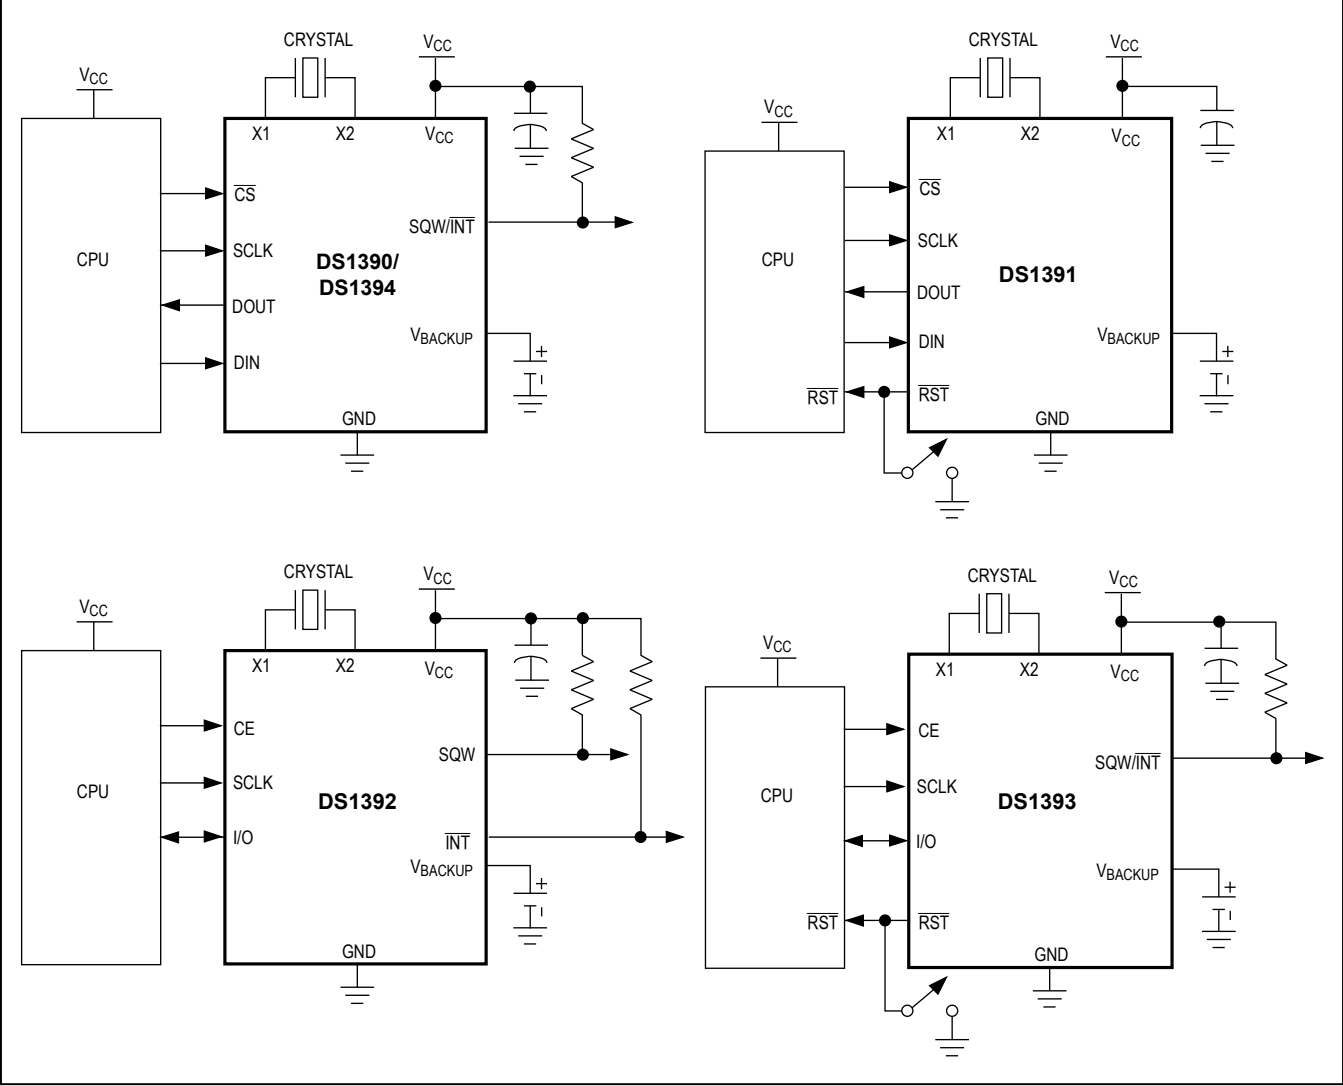 CRYSTAL
VCC
VCC
X1
X2
VCC
CS
SCLK
DOUT
DIN
CPU
DS1390/
DS1394
SQW/INT
VBACKUP
GND
CRYSTAL
VCC
VCC
X1
X2
VCC
CS
SCLK
DOUT
DIN
RST
RST
CPU
DS1391
VBACKUP
+
GND
+
CRYSTAL
VCC
VCC
X1
X2
VCC
CE
SCLK
I/O
CPU
DS1392
SQW
INT
VBACKUP
+
GND
CRYSTAL
VCC
VCC
X1
X2
VCC
CE
SCLK
I/O
RST
RST
CPU
DS1393
SQW/INT
VBACKUP
+
GND